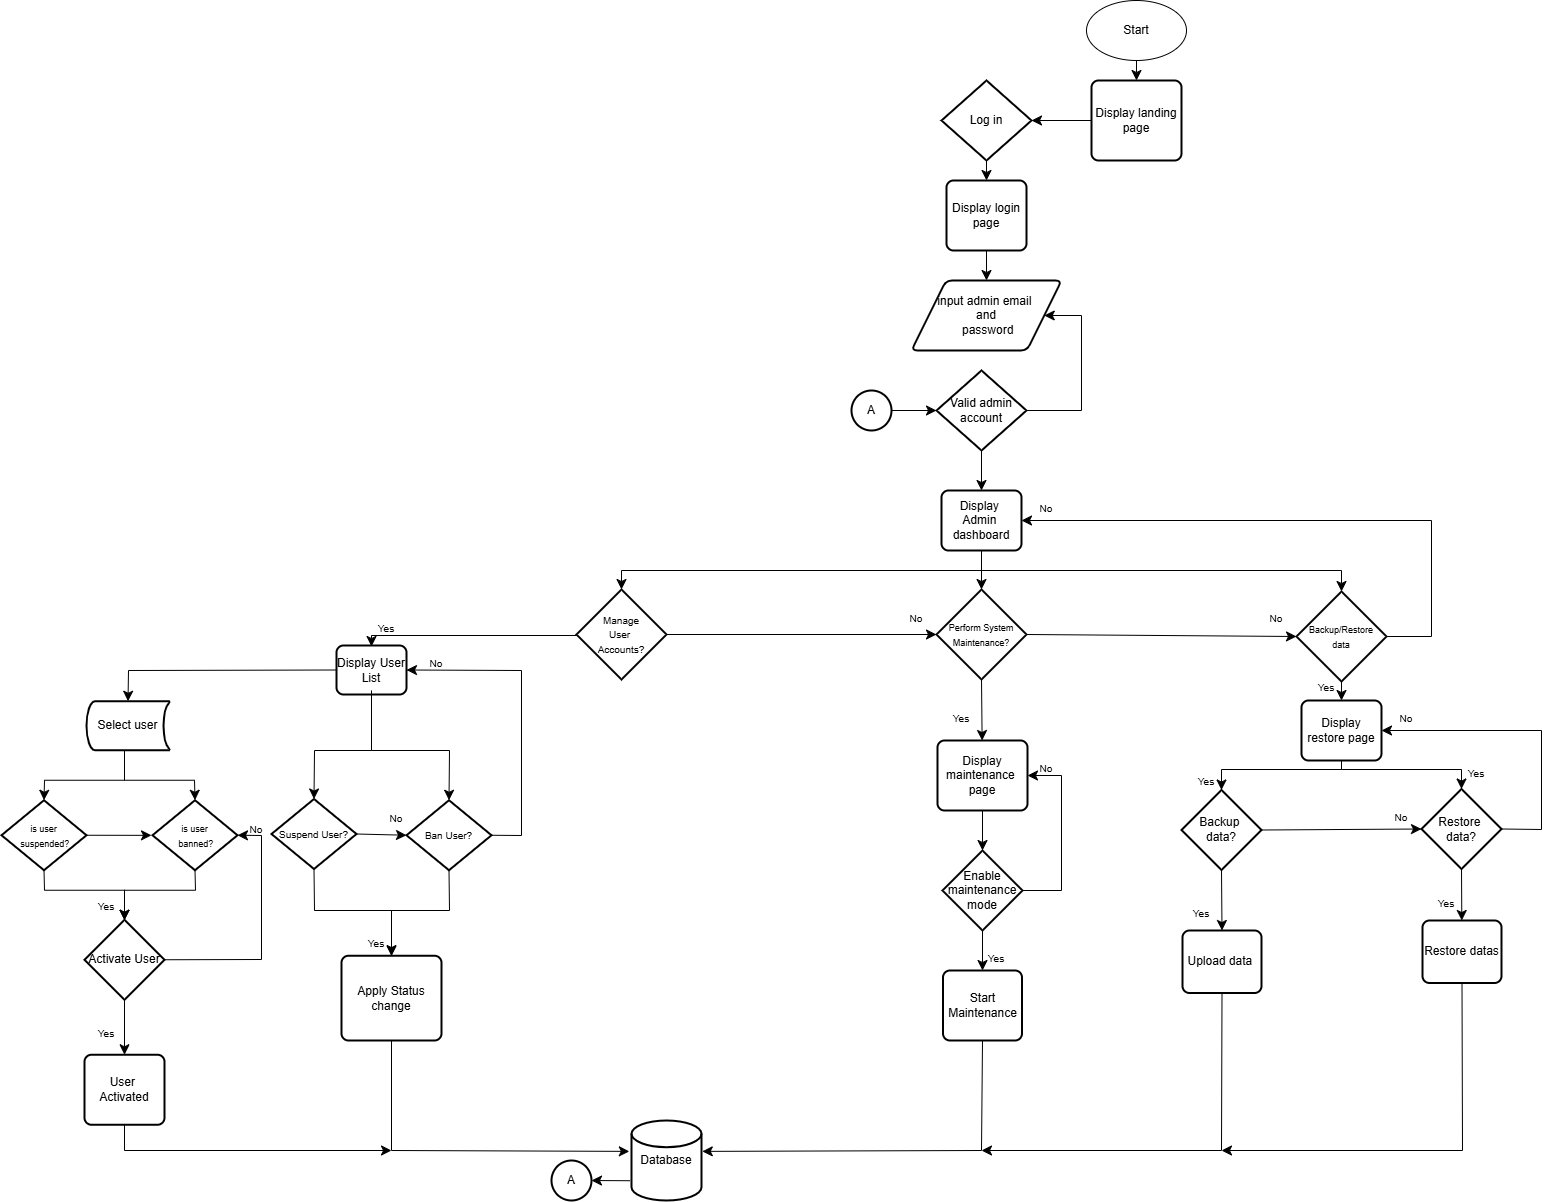 Start
Display landing
page
Log in
Display login
page
Input admin email
and
password
A
Valid admin
account
Display
Admin
dashboard
No
Manage
User
Accounts?
No
Perform System
Maintenance?
No
Backup/Restore
data
Yes
Display User
List
No
Select user
Yes
Display
maintenance
page
No
Yes
Display
restore page
No
is user
suspended?
is user
banned?
No
Suspend User?
No
Ban User?
Yes
Backup
data?
No
Yes
Restore
data?
Enable
maintenance
mode
Yes
Activate User
Yes
Apply Status
change
Yes
Start
Maintenance
Yes
Upload data
Yes
Restore datas
Yes
User
Activated
Database
A